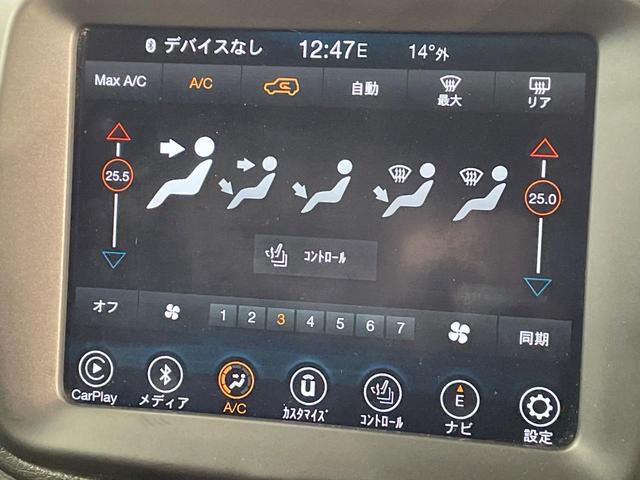 デバイスなし 12:47E 14°外
Max A/C A/C 自動 最大 リア
25.5 25.0
ｺﾝﾄﾛｰﾙ
オフ 1 2 3 4 5 6 7 同期
CarPlay メディア A/C ｶｽﾀﾏｲｽﾞ ｺﾝﾄﾛｰﾙ E ナビ 設定